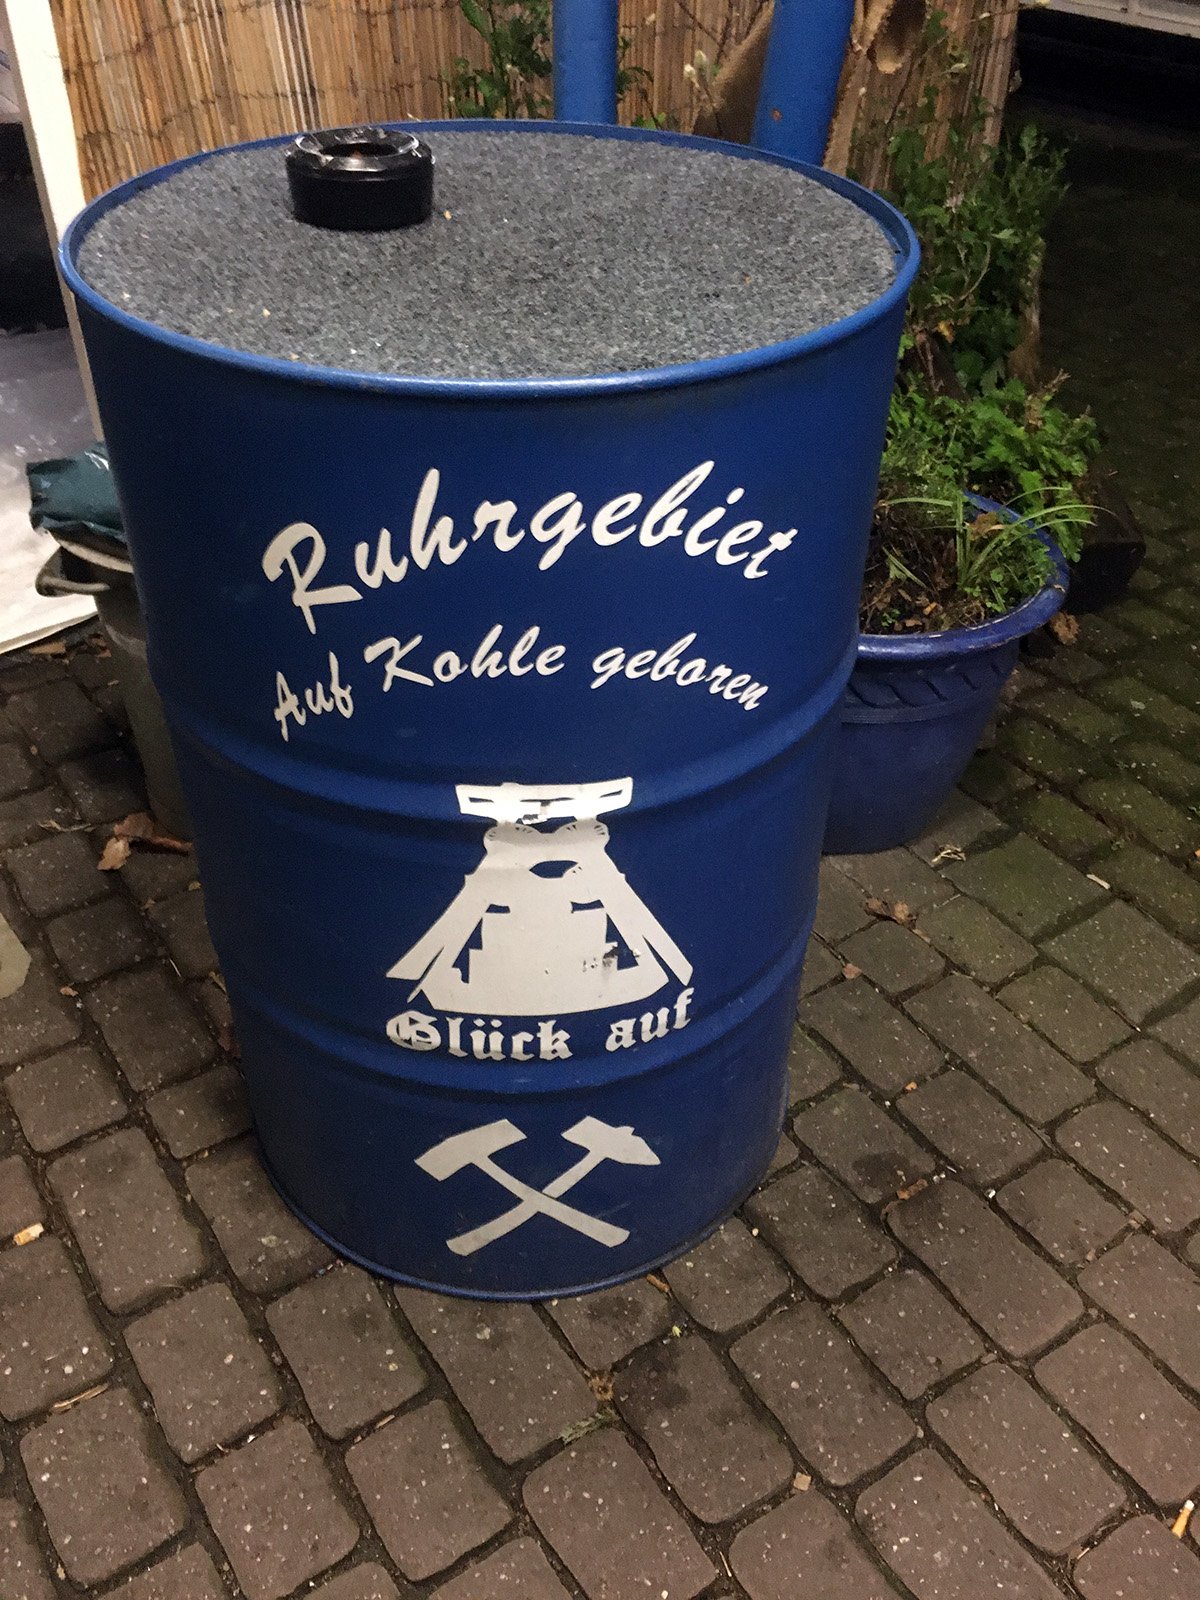 Ruhrgebiet
Auf Kohle geboren
Glück auf